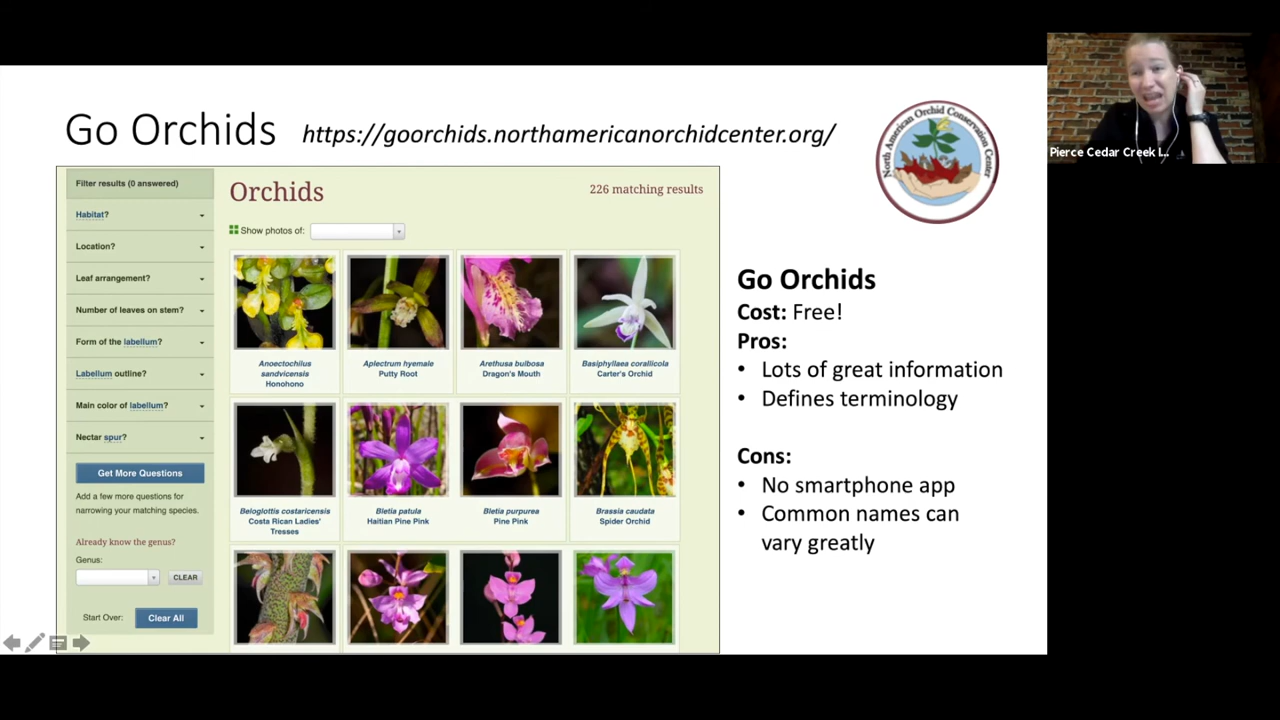 Go Orchids https://goorchids.northamericanorchidcenter.org/
North American Orchid Conservation Center
Pierce Cedar Creek I...
Filter results (0 answered)
Habitat?
Location?
Leaf arrangement?
Number of leaves on stem?
Form of the labellum?
Labellum outline?
Main color of labellum?
Nectar spur?
Get More Questions
Add a few more questions for
narrowing your matching species.
Already know the genus?
Genus:
CLEAR
Start Over: Clear All
Orchids
226 matching results
Show photos of:
Anoectochilus
sandvicensis
Honohono
Aplectrum hyemale
Putty Root
Arethusa bulbosa
Dragon's Mouth
Basiphyllaea corallicola
Carter's Orchid
Beloglottis costaricensis
Costa Rican Ladies'
Tresses
Bletia patula
Haitian Pine Pink
Bletia purpurea
Pine Pink
Brassia caudata
Spider Orchid
Go Orchids
Cost: Free!
Pros:
• Lots of great information
• Defines terminology
Cons:
• No smartphone app
• Common names can
vary greatly